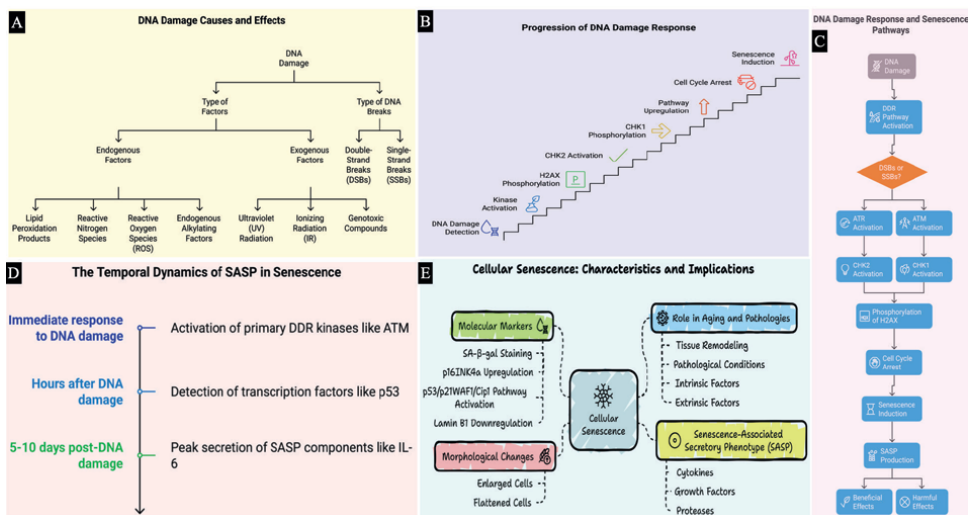 A
DNA Damage Causes and Effects
DNA
Damage
Type of
Factors
Type of DNA
Breaks
Endogenous
Factors
Exogenous
Factors
Double-
Strand
Breaks
(DSBs)
Single-
Strand
Breaks
(SSBs)
Lipid
Peroxidation
Products
Reactive
Nitrogen
Species
Reactive
Oxygen
Species
(ROS)
Endogenous
Alkylating
Factors
Ultraviolet
(UV)
Radiation
Ionizing
Radiation
(IR)
Genotoxic
Compounds
B
Progression of DNA Damage Response
Senescence
Induction
Cell Cycle Arrest
Pathway
Upregulation
CHK1
Phosphorylation
CHK2 Activation
H2AX
Phosphorylation
P
Kinase
Activation
DNA Damage
Detection
DNA Damage Response and Senescence
Pathways
C
DNA
Damage
DDR
Pathway
Activation
DSBs or
SSBs?
ATR
Activation
ATM
Activation
CHK2
Activation
CHK1
Activation
Phosphorylation
of H2AX
Cell Cycle
Arrest
Senescence
Induction
SASP
Production
Beneficial
Effects
Harmful
Effects
D
The Temporal Dynamics of SASP in Senescence
Immediate response
to DNA damage
Activation of primary DDR kinases like ATM
Hours after DNA
damage
Detection of transcription factors like p53
5-10 days post-DNA
damage
Peak secretion of SASP components like IL-
6
E
Cellular Senescence: Characteristics and Implications
Molecular Markers
SA-β-gal Staining
p16INK4a Upregulation
p53/p21WAF1/Cip1 Pathway
Activation
Lamin B1 Downregulation
Morphological Changes
Enlarged Cells
Flattened Cells
Cellular
Senescence
Role in Aging and Pathologies
Tissue Remodeling
Pathological Conditions
Intrinsic Factors
Extrinsic Factors
Senescence-Associated
Secretory Phenotype (SASP)
Cytokines
Growth Factors
Proteases